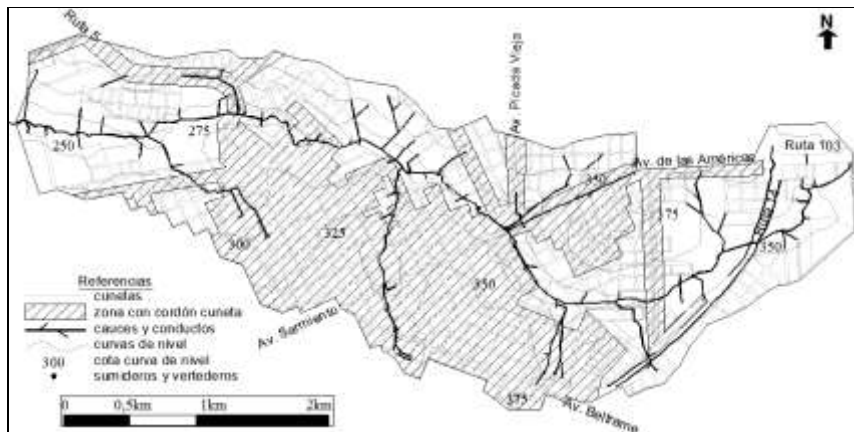 Ruta 5
N
Av. Picada Vieja
Ruta 103
Av. de las Américas
350
250
275
75
350
300
325
350
Referencias
cunetas
zona con cordón cuneta
cauces y conductos
curvas de nivel
300 cota curva de nivel
sumideros y vertederos
Av. Sarmiento
375
Av. Beltrame
0 0,5km 1km 2km